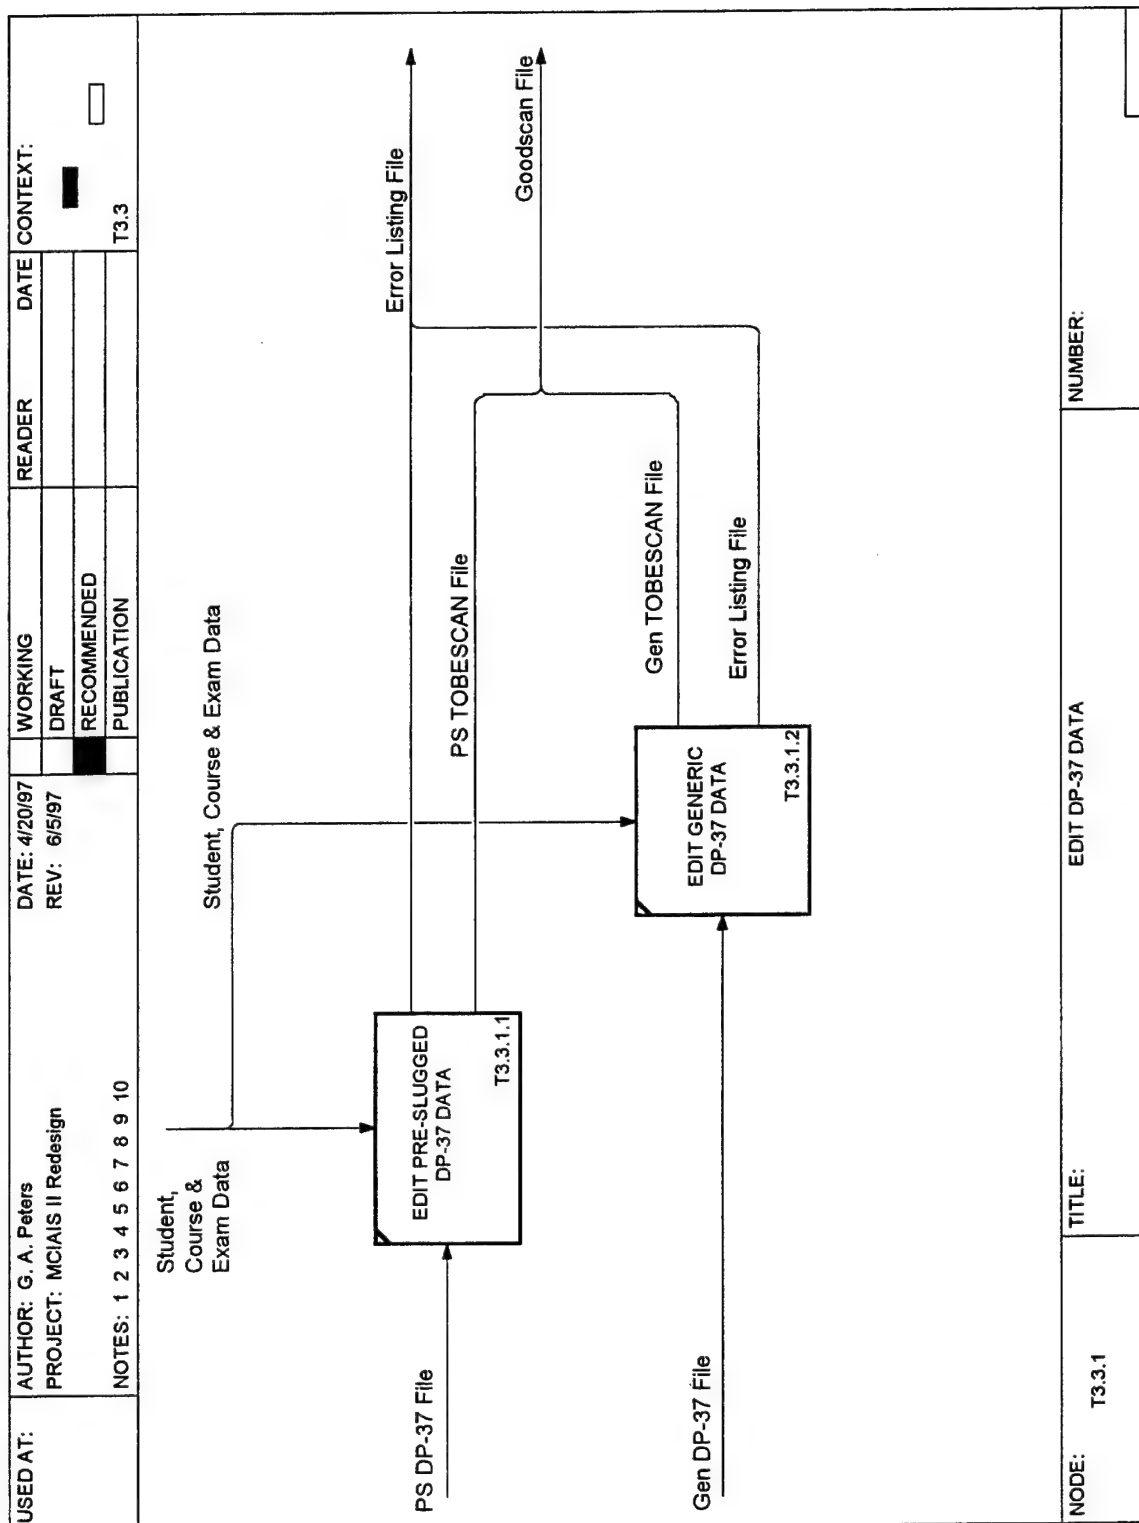 USED AT:
AUTHOR: G. A. Peters
PROJECT: MCIAIS II Redesign
NOTES: 1 2 3 4 5 6 7 8 9 10
DATE: 4/20/97
REV: 6/5/97
WORKING
DRAFT
RECOMMENDED
PUBLICATION
READER
DATE
CONTEXT:
T3.3
Student,
Course &
Exam Data
Student, Course & Exam Data
PS DP-37 File
EDIT PRE-SLUGGED
DP-37 DATA
T3.3.1.1
Error Listing File
PS TOBESCAN File
Goodscan File
Gen DP-37 File
EDIT GENERIC
DP-37 DATA
T3.3.1.2
Gen TOBESCAN File
Error Listing File
NODE:
T3.3.1
TITLE:
EDIT DP-37 DATA
NUMBER: